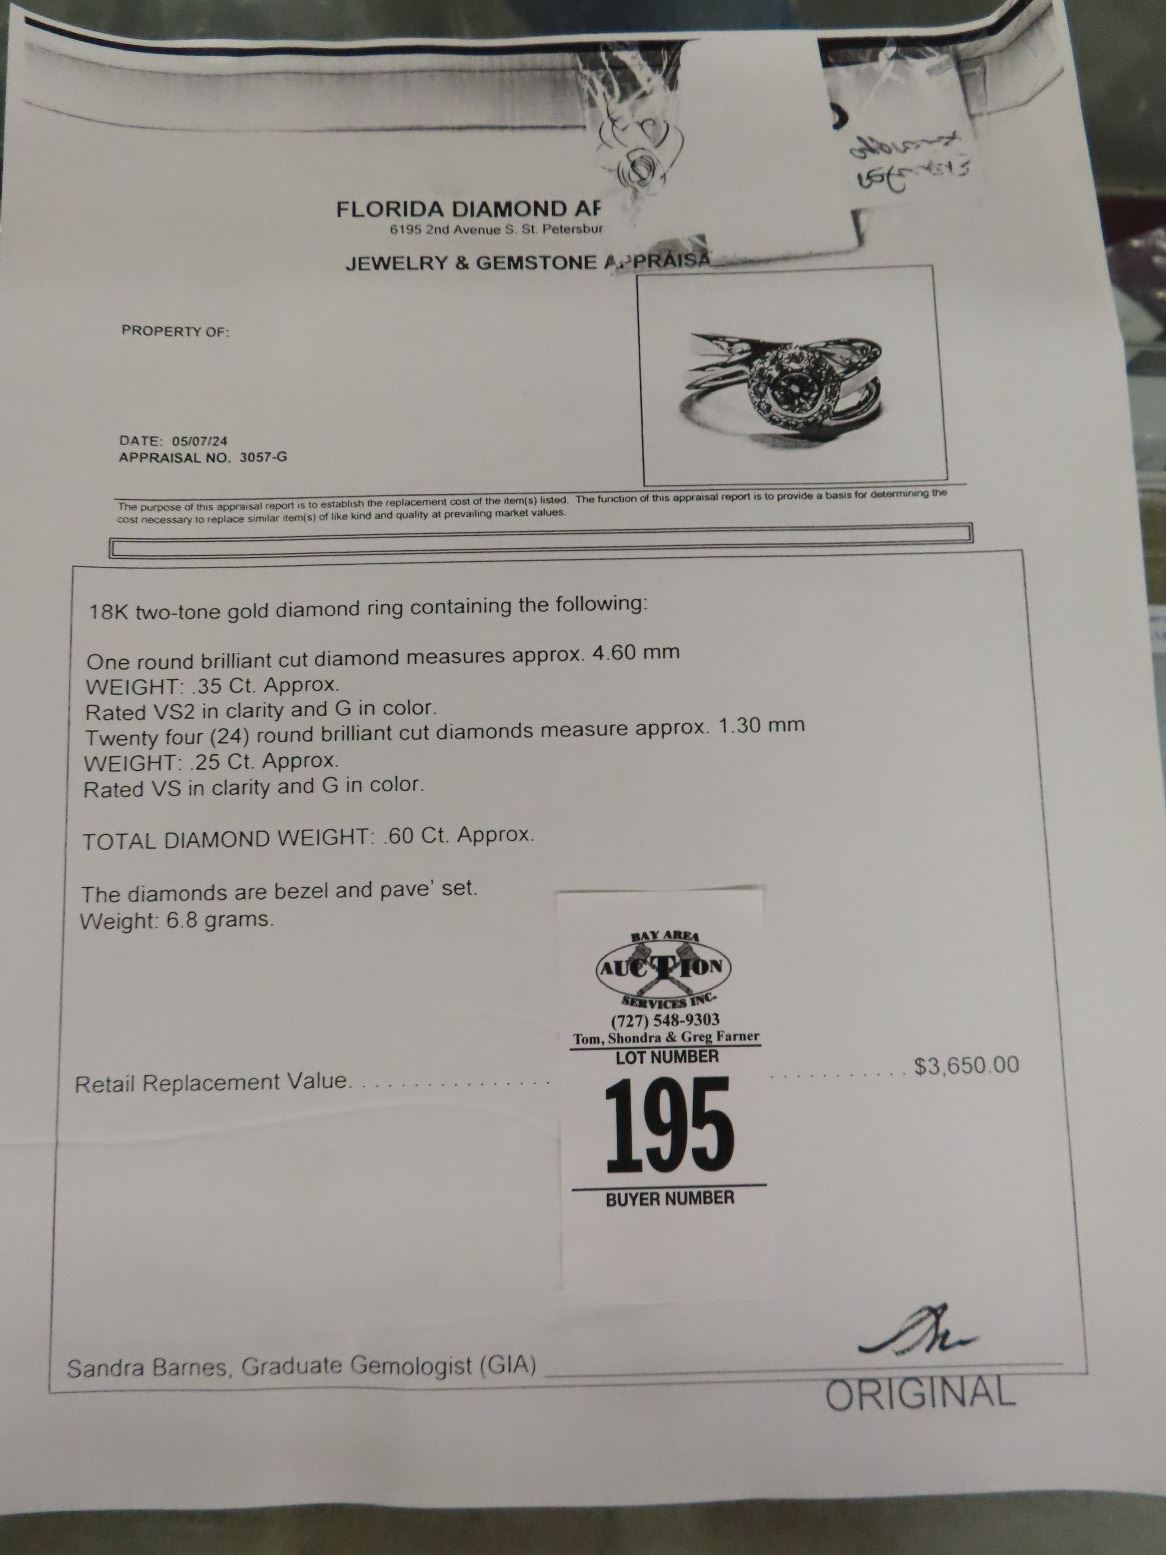 FLORIDA DIAMOND AP
6195 2nd Avenue S. St. Petersbur
JEWELRY & GEMSTONE APPRAISA
PROPERTY OF:
DATE: 05/07/24
APPRAISAL NO. 3057-G
The purpose of this appraisal report is to establish the replacement cost of the item(s) listed. The function of this appraisal report is to provide a basis for determining the
cost necessary to replace similar item(s) of like kind and quality at prevailing market values.
18K two-tone gold diamond ring containing the following:
One round brilliant cut diamond measures approx. 4.60 mm
WEIGHT: .35 Ct. Approx.
Rated VS2 in clarity and G in color.
Twenty four (24) round brilliant cut diamonds measure approx. 1.30 mm
WEIGHT: .25 Ct. Approx.
Rated VS in clarity and G in color.
TOTAL DIAMOND WEIGHT: .60 Ct. Approx.
The diamonds are bezel and pave' set.
Weight: 6.8 grams.
BAY AREA
AUCTION
SERVICES INC.
(727) 548-9303
Tom, Shondra & Greg Farner
LOT NUMBER
195
BUYER NUMBER
Retail Replacement Value. . . . . . . . . . . . . . . . . . . . . . . . . . $3,650.00
Sandra Barnes, Graduate Gemologist (GIA)
ORIGINAL